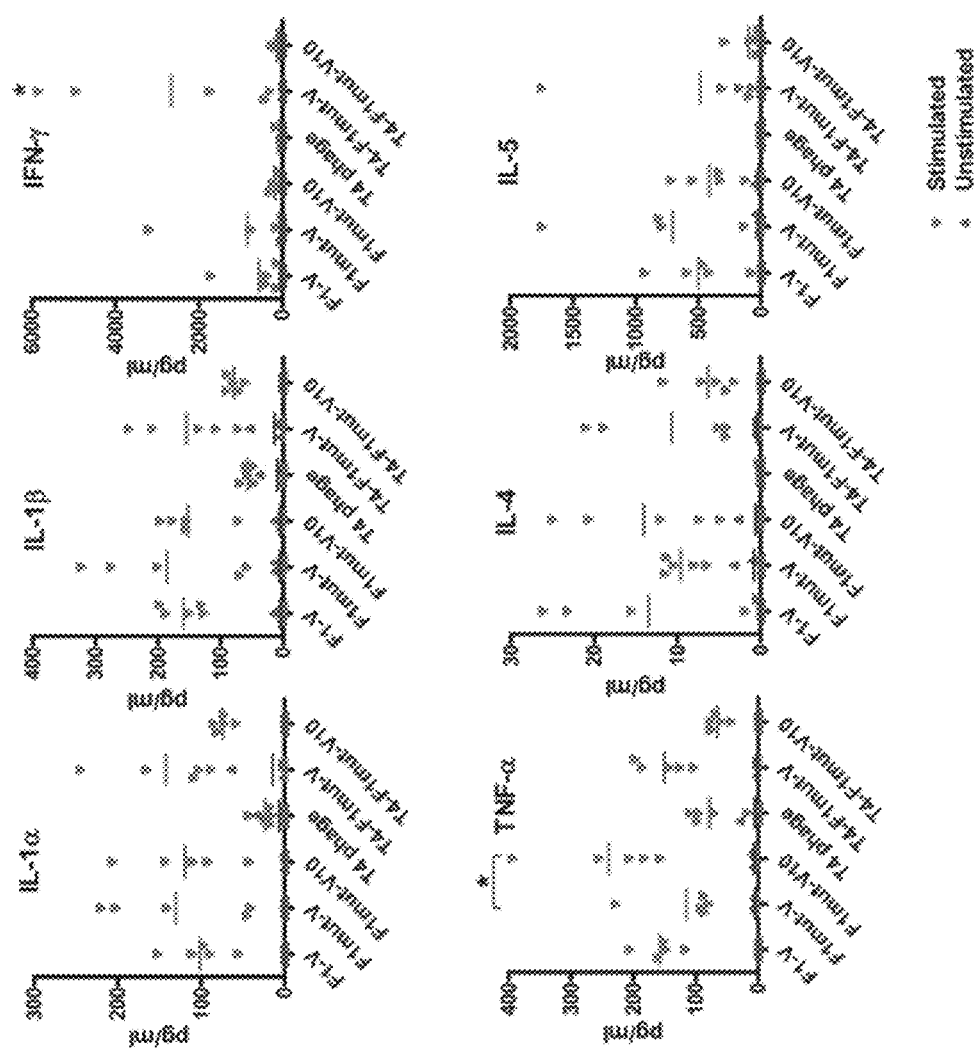 IL-1α
pg/ml
300
200
100
0
F1-V
F1mut-V
F1mut-V10
T4 phage
T4-F1mut-V
T4-F1mut-V10
IL-1β
pg/ml
400
300
200
100
0
F1-V
F1mut-V
F1mut-V10
T4 phage
T4-F1mut-V
T4-F1mut-V10
IFN-γ
*
pg/ml
6000
4000
2000
0
F1-V
F1mut-V
F1mut-V10
T4 phage
T4-F1mut-V
T4-F1mut-V10
TNF-α
*
pg/ml
400
300
200
100
0
F1-V
F1mut-V
F1mut-V10
T4 phage
T4-F1mut-V
T4-F1mut-V10
IL-4
pg/ml
30
20
10
0
F1-V
F1mut-V
F1mut-V10
T4 phage
T4-F1mut-V
T4-F1mut-V10
IL-5
pg/ml
2000
1500
1000
500
0
F1-V
F1mut-V
F1mut-V10
T4 phage
T4-F1mut-V
T4-F1mut-V10
Stimulated
Unstimulated